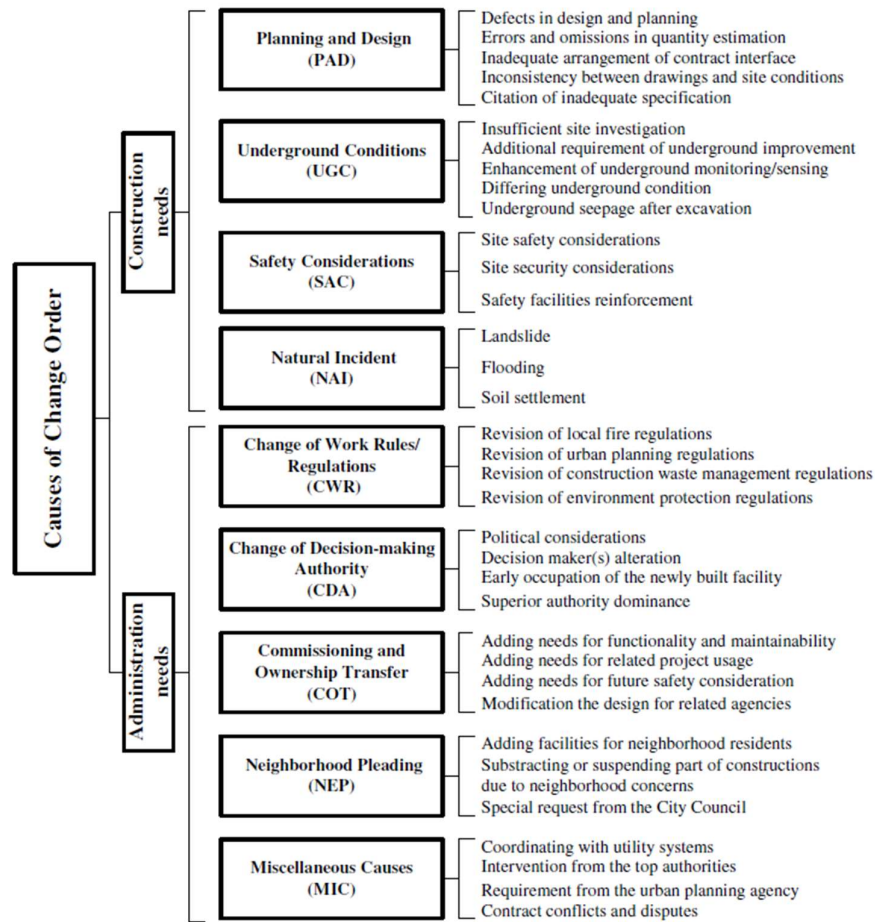 Causes of Change Order
Construction
needs
Planning and Design
(PAD)
Defects in design and planning
Errors and omissions in quantity estimation
Inadequate arrangement of contract interface
Inconsistency between drawings and site conditions
Citation of inadequate specification
Underground Conditions
(UGC)
Insufficient site investigation
Additional requirement of underground improvement
Enhancement of underground monitoring/sensing
Differing underground condition
Underground seepage after excavation
Safety Considerations
(SAC)
Site safety considerations
Site security considerations
Safety facilities reinforcement
Natural Incident
(NAI)
Landslide
Flooding
Soil settlement
Administration
needs
Change of Work Rules/
Regulations
(CWR)
Revision of local fire regulations
Revision of urban planning regulations
Revision of construction waste management regulations
Revision of environment protection regulations
Change of Decision-making
Authority
(CDA)
Political considerations
Decision maker(s) alteration
Early occupation of the newly built facility
Superior authority dominance
Commissioning and
Ownership Transfer
(COT)
Adding needs for functionality and maintainability
Adding needs for related project usage
Adding needs for future safety consideration
Modification the design for related agencies
Neighborhood Pleading
(NEP)
Adding facilities for neighborhood residents
Substracting or suspending part of constructions
due to neighborhood concerns
Special request from the City Council
Miscellaneous Causes
(MIC)
Coordinating with utility systems
Intervention from the top authorities
Requirement from the urban planning agency
Contract conflicts and disputes